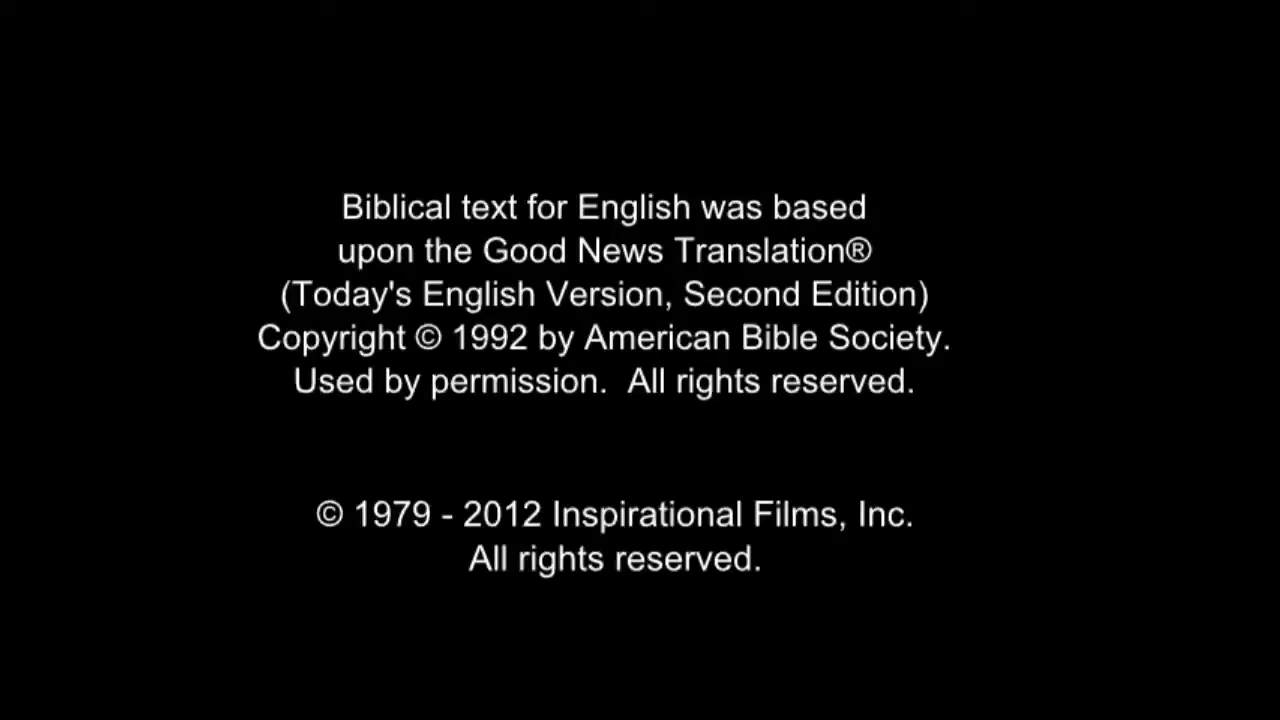 Biblical text for English was based
upon the Good News Translation®
(Today's English Version, Second Edition)
Copyright © 1992 by American Bible Society.
Used by permission.  All rights reserved.
© 1979 - 2012 Inspirational Films, Inc.
All rights reserved.